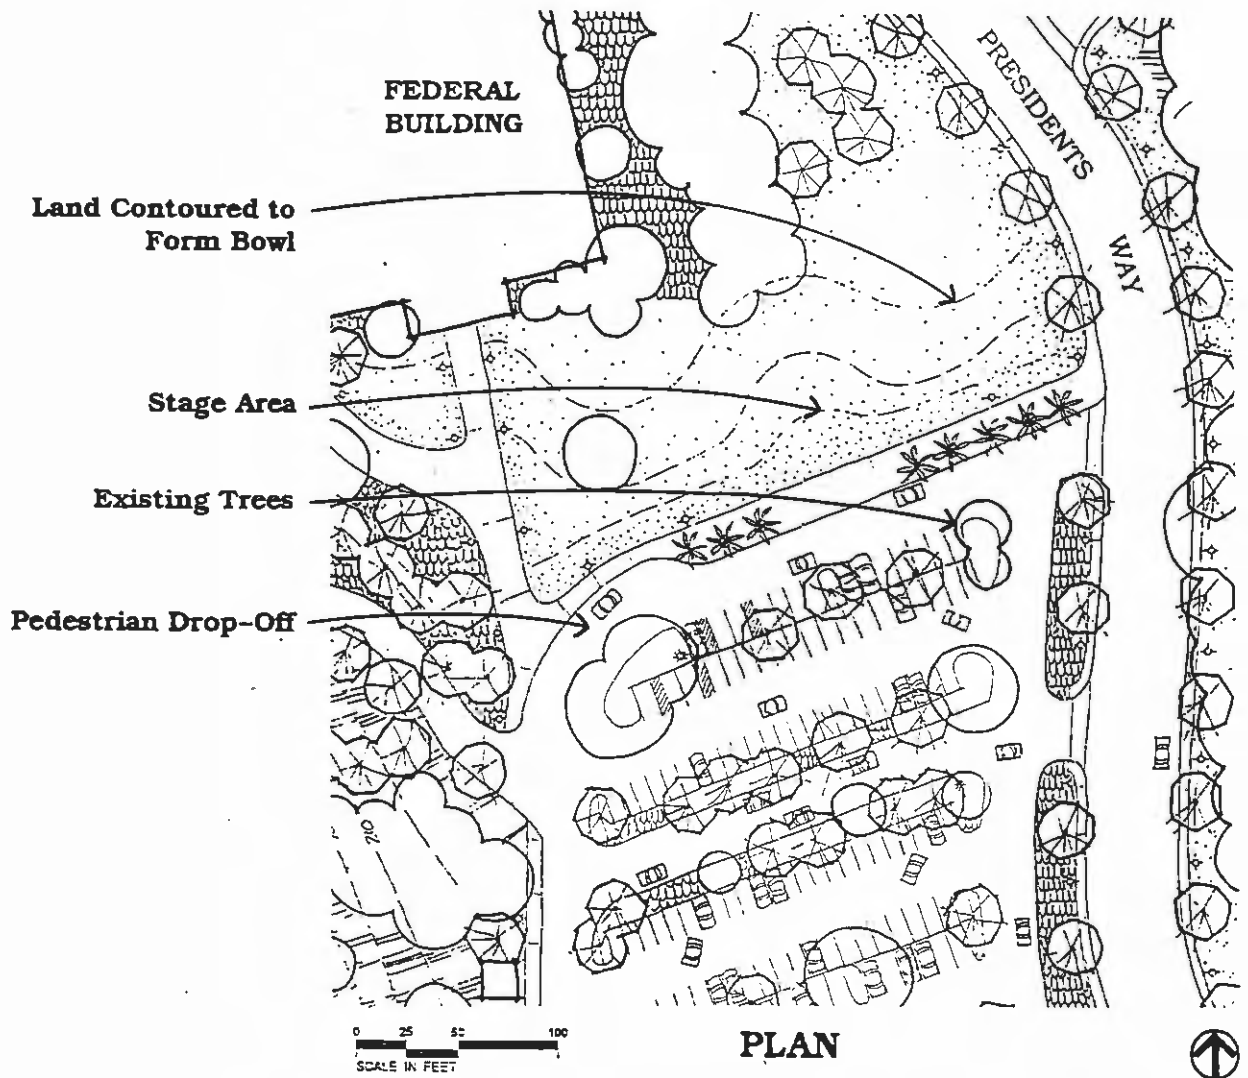 FEDERAL
BUILDING
PRESIDENTS
WAY
Land Contoured to
Form Bowl
Stage Area
Existing Trees
Pedestrian Drop-Off
210
0 25 50 100
SCALE IN FEET
PLAN